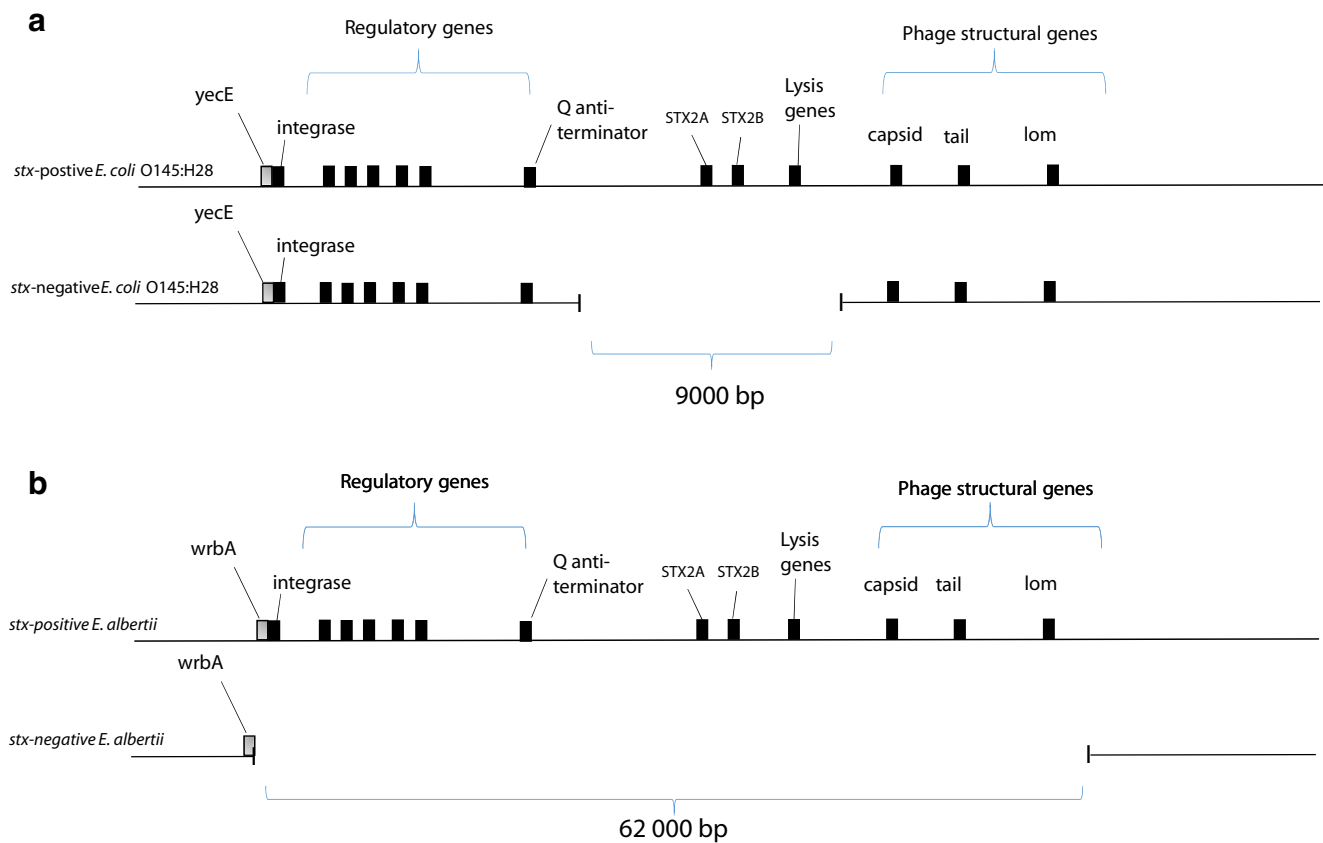 a
Regulatory genes
Phage structural genes
yecE
integrase
Q anti-
terminator
STX2A
STX2B
Lysis
genes
capsid
tail
lom
stx-postive E. coli O145:H28
yecE
integrase
stx-negative E. coli O145:H28
9000 bp
b
Regulatory genes
Phage structural genes
wrbA
integrase
Q anti-
terminator
STX2A
STX2B
Lysis
genes
capsid
tail
lom
stx-positive E. albertii
wrbA
stx-negative E. albertii
62 000 bp